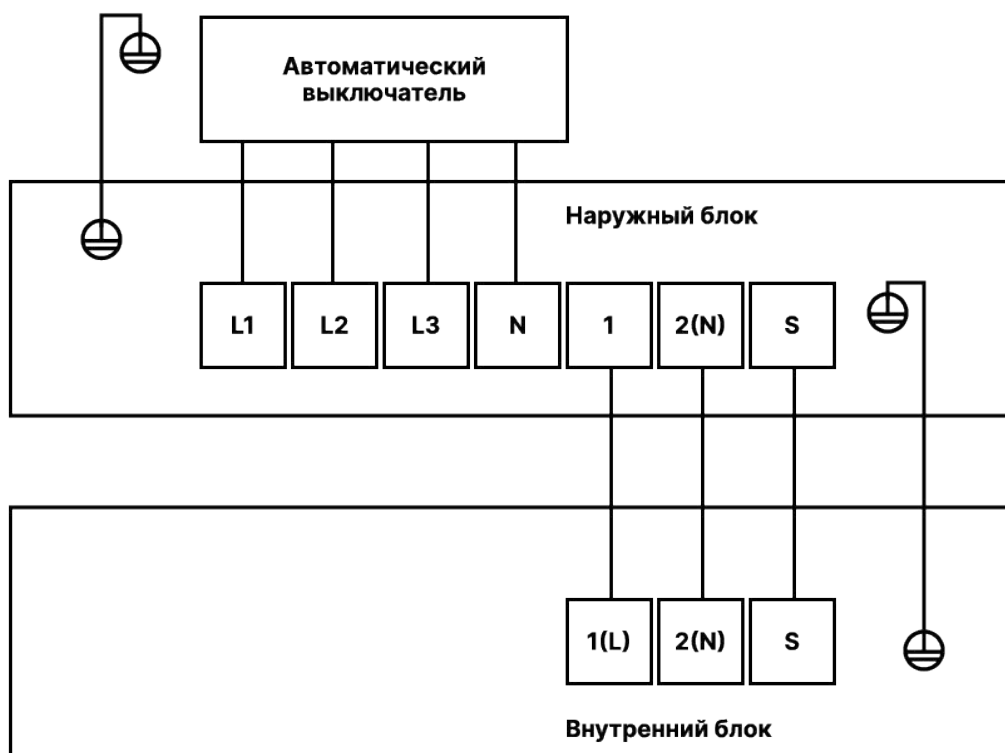 Автоматический
выключатель
Наружный блок
L1 L2 L3 N 1 2(N) S
1(L) 2(N) S
Внутренний блок